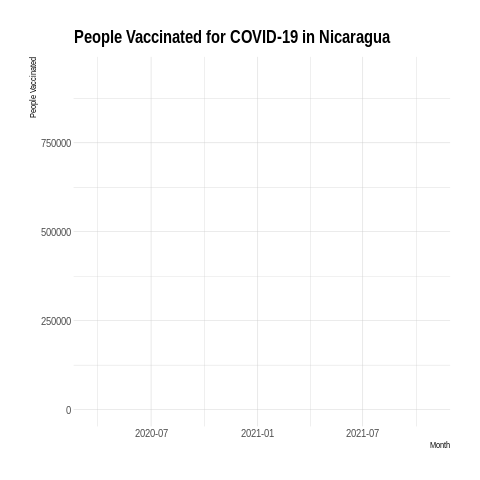 People Vaccinated for COVID-19 in Nicaragua
People Vaccinated
750000
500000
250000
0
2020-07
2021-01
2021-07
Month